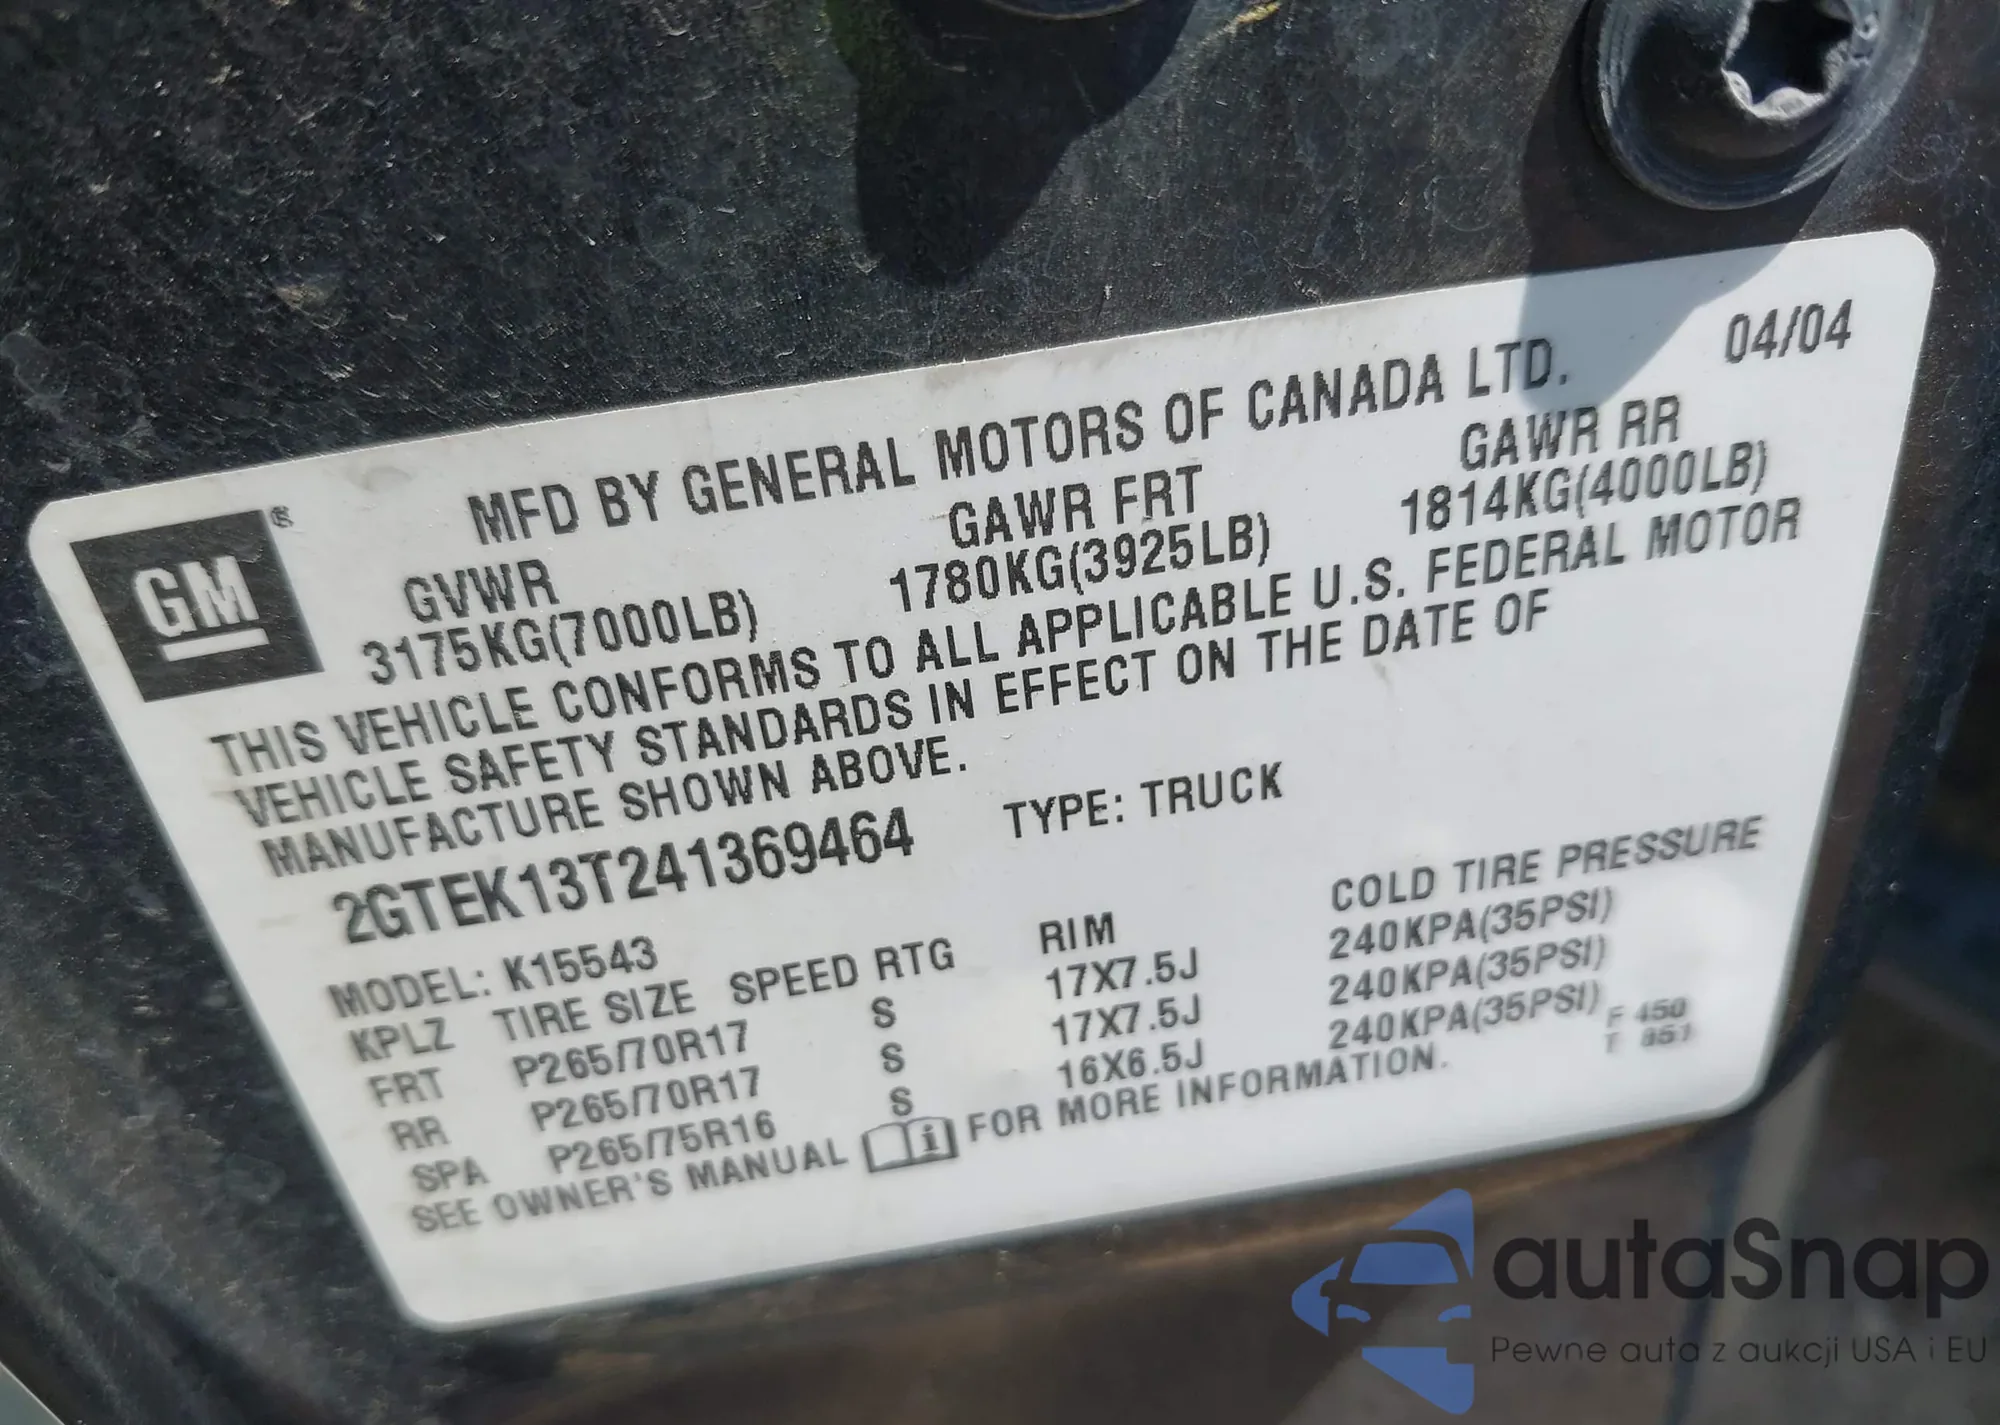 MFD BY GENERAL MOTORS OF CANADA LTD. 04/04
GM ®
GVWR GAWR FRT GAWR RR
3175KG(7000LB) 1780KG(3925LB) 1814KG(4000LB)
THIS VEHICLE CONFORMS TO ALL APPLICABLE U.S. FEDERAL MOTOR
VEHICLE SAFETY STANDARDS IN EFFECT ON THE DATE OF
MANUFACTURE SHOWN ABOVE.
2GTEK13T241369464 TYPE: TRUCK
MODEL: K15543
KPLZ TIRE SIZE SPEED RTG RIM COLD TIRE PRESSURE
FRT P265/70R17 S 17X7.5J 240KPA(35PSI)
RR P265/70R17 S 17X7.5J 240KPA(35PSI)
SPA P265/75R16 S 16X6.5J 240KPA(35PSI)
SEE OWNER'S MANUAL i FOR MORE INFORMATION.
F 450
T 851
autaSnap
Pewne auta z aukcji USA i EU